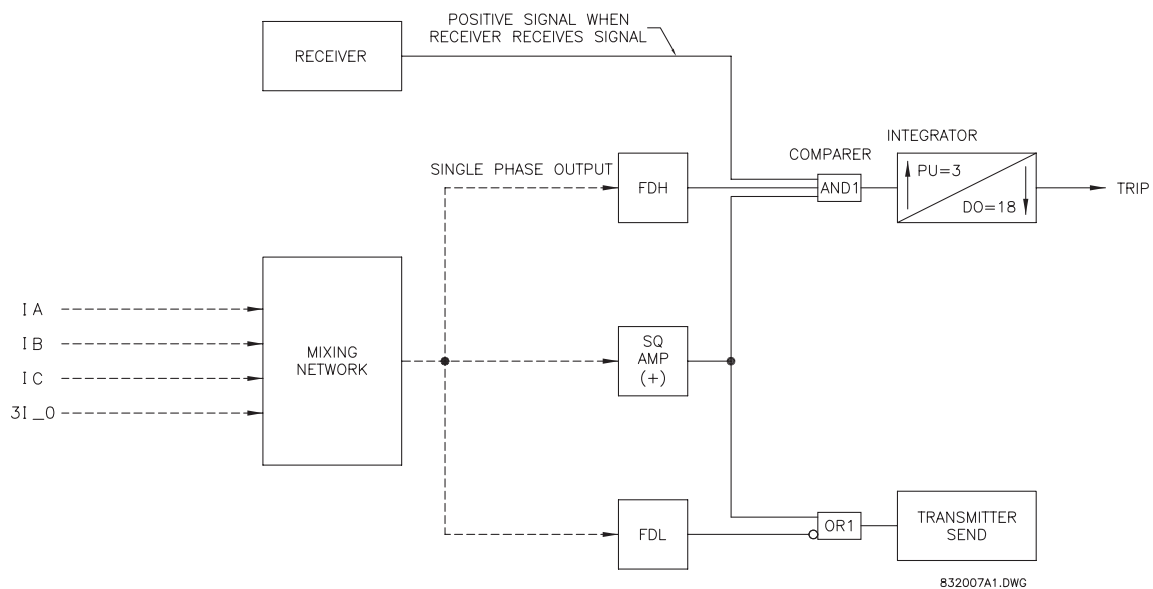 POSITIVE SIGNAL WHEN
RECEIVER RECEIVES SIGNAL
RECEIVER
INTEGRATOR
COMPARER
SINGLE PHASE OUTPUT
FDH
AND1
PU=3
DO=18
TRIP
IA
IB
IC
3I_0
MIXING
NETWORK
SQ
AMP
(+)
FDL
OR1
TRANSMITTER
SEND
832007A1.DWG